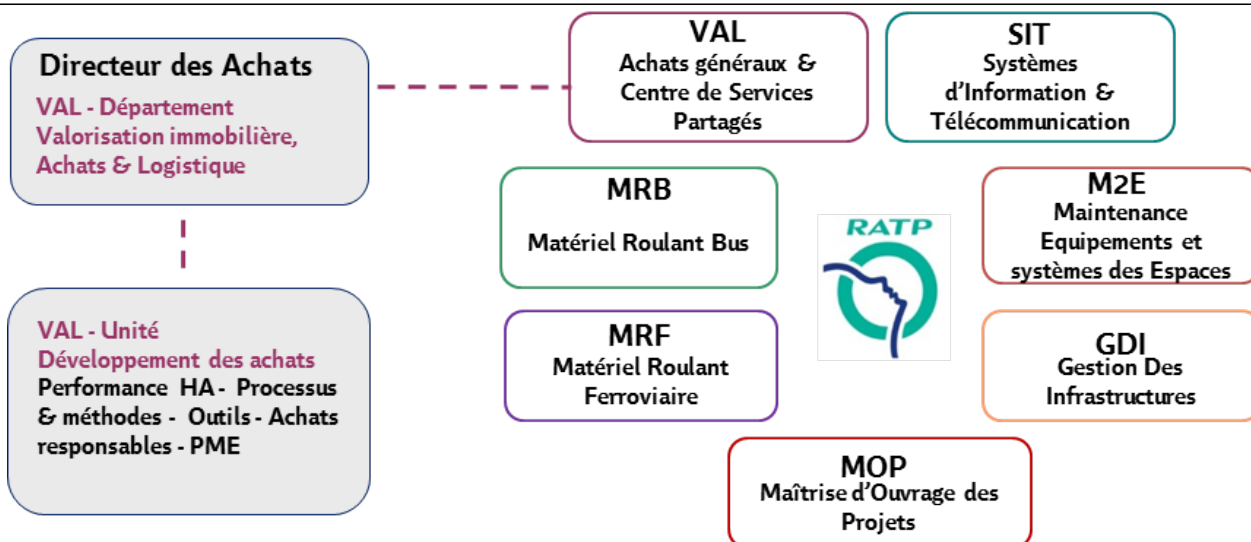 Directeur des Achats
VAL - Département
Valorisation immobilière,
Achats & Logistique
VAL - Unité
Développement des achats
Performance HA - Processus
& méthodes - Outils - Achats
responsables - PME
VAL
Achats généraux &
Centre de Services
Partagés
SIT
Systèmes
d'Information &
Télécommunication
MRB
Matériel Roulant Bus
RATP
M2E
Maintenance
Equipements et
systèmes des Espaces
MRF
Matériel Roulant
Ferroviaire
GDI
Gestion Des
Infrastructures
MOP
Maîtrise d'Ouvrage des
Projets